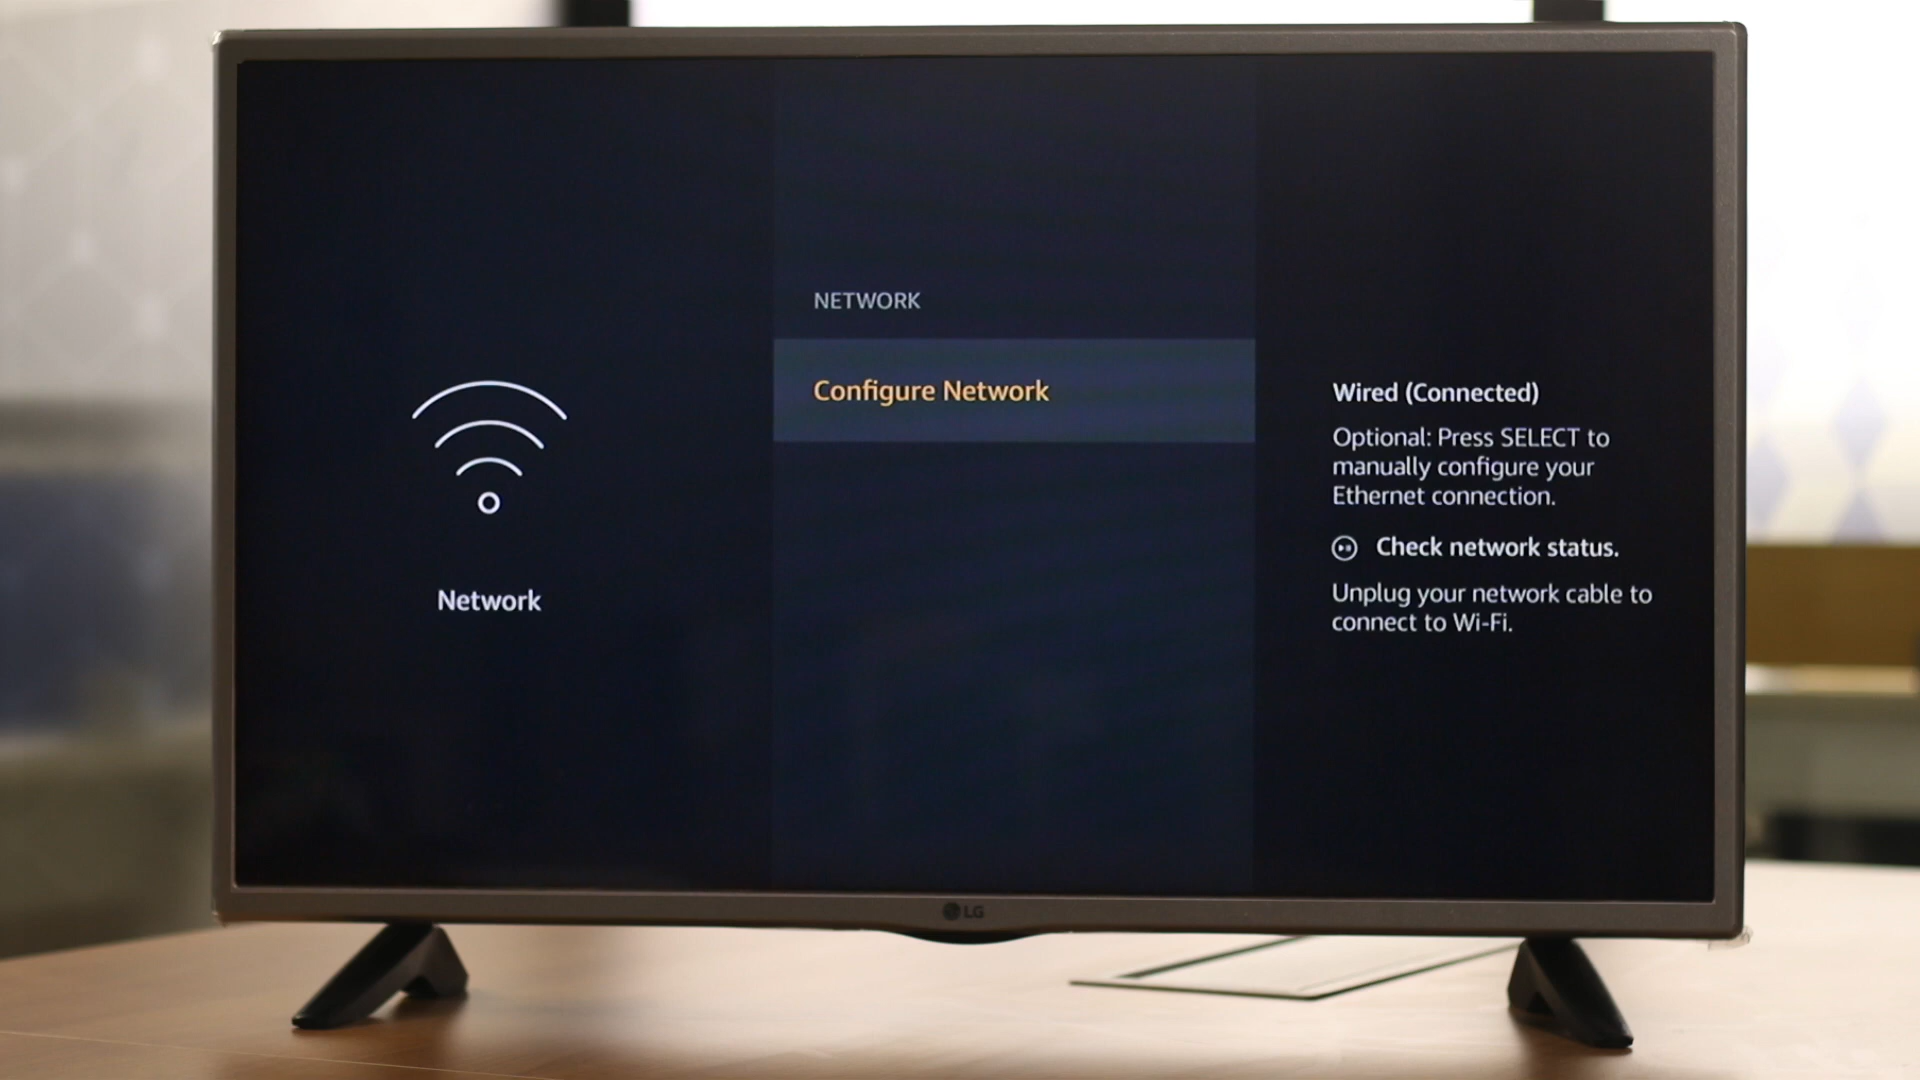 NETWORK
Configure Network
Network
Wired (Connected)
Optional: Press SELECT to
manually configure your
Ethernet connection.
Check network status.
Unplug your network cable to
connect to Wi-Fi.
LG